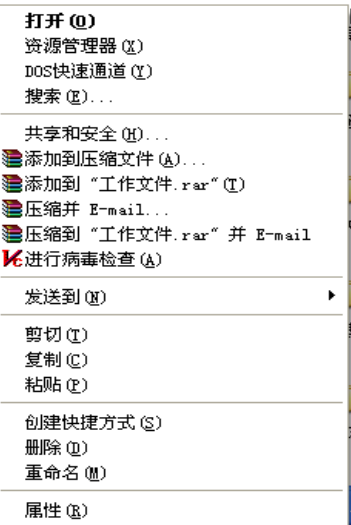 打开(O)
资源管理器(X)
DOS快速通道(Y)
搜索(E)...
共享和安全(H)...
添加到压缩文件(A)...
添加到 “工作文件.rar“(T)
压缩并 E-mail...
压缩到 “工作文件.rar“ 并 E-mail
进行病毒检查(A)
发送到(N)
剪切(T)
复制(C)
粘贴(P)
创建快捷方式(S)
删除(D)
重命名(M)
属性(R)